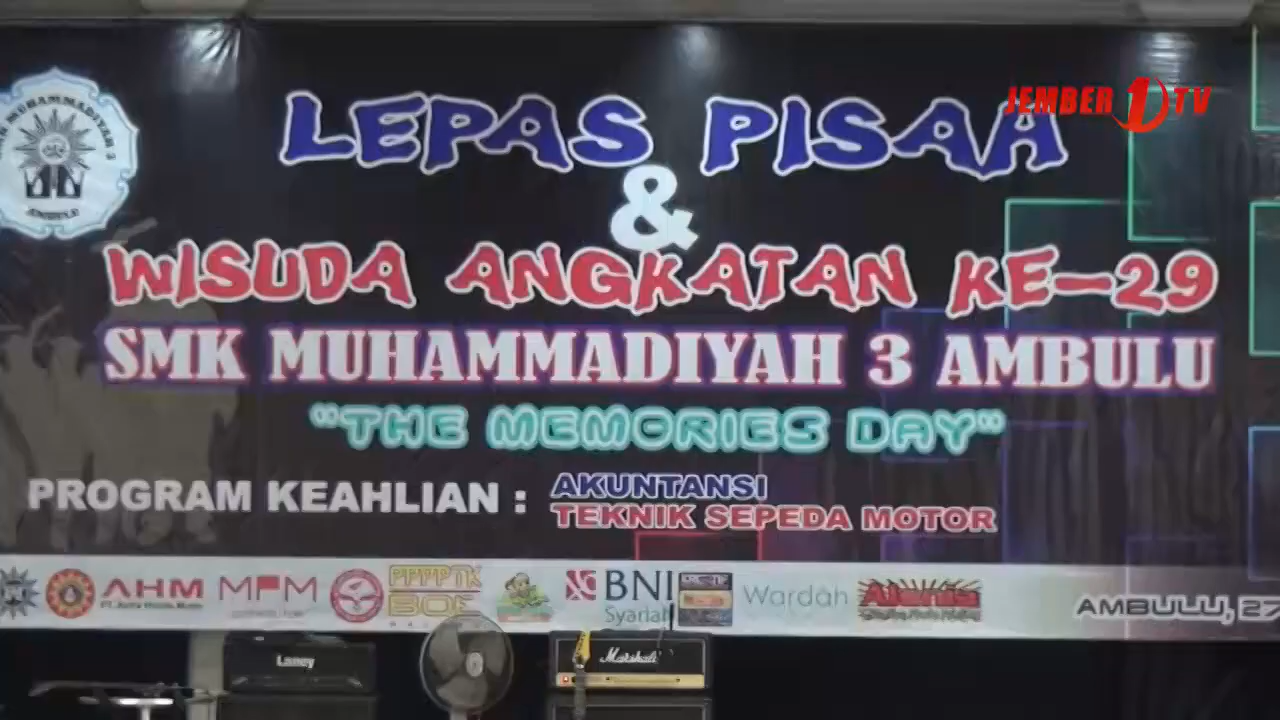 JEMBER 1 TV
LEPAS PISAH
&
WISUDA ANGKATAN KE-29
SMK MUHAMMADIYAH 3 AMBULU
"THE MEMORIES DAY"
PROGRAM KEAHLIAN :
AKUNTANSI
TEKNIK SEPEDA MOTOR
AHM
MPM
BNI
Syariah
Wardah
AMBULU, 27
AMBULU
Laney
Marshall